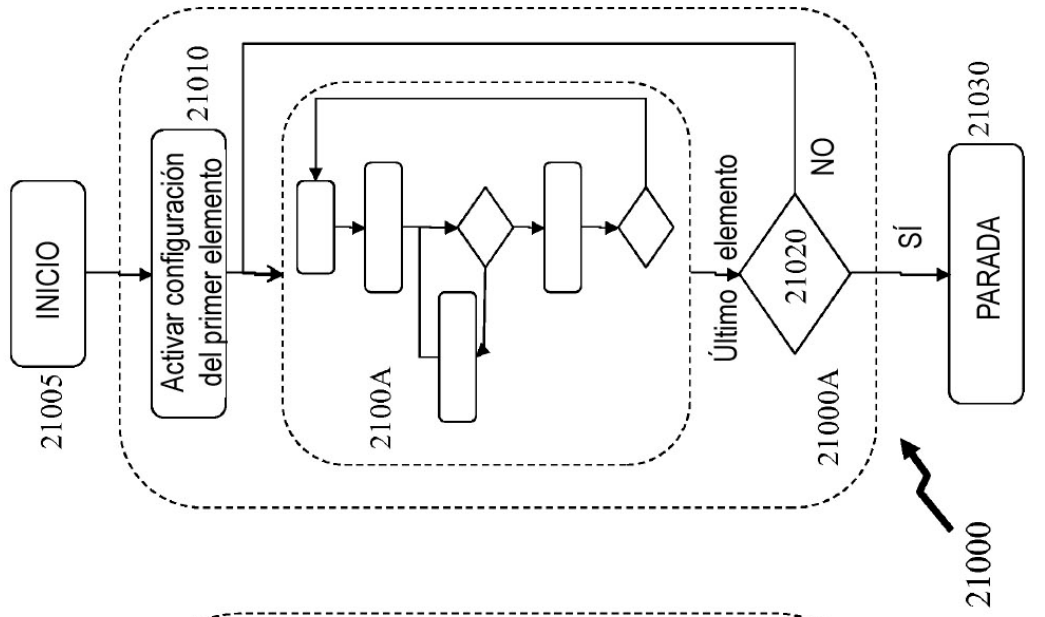 INICIO
21005
Activar configuración
del primer elemento
21010
2100A
Último elemento
21020
NO
21000A
SÍ
PARADA
21030
21000